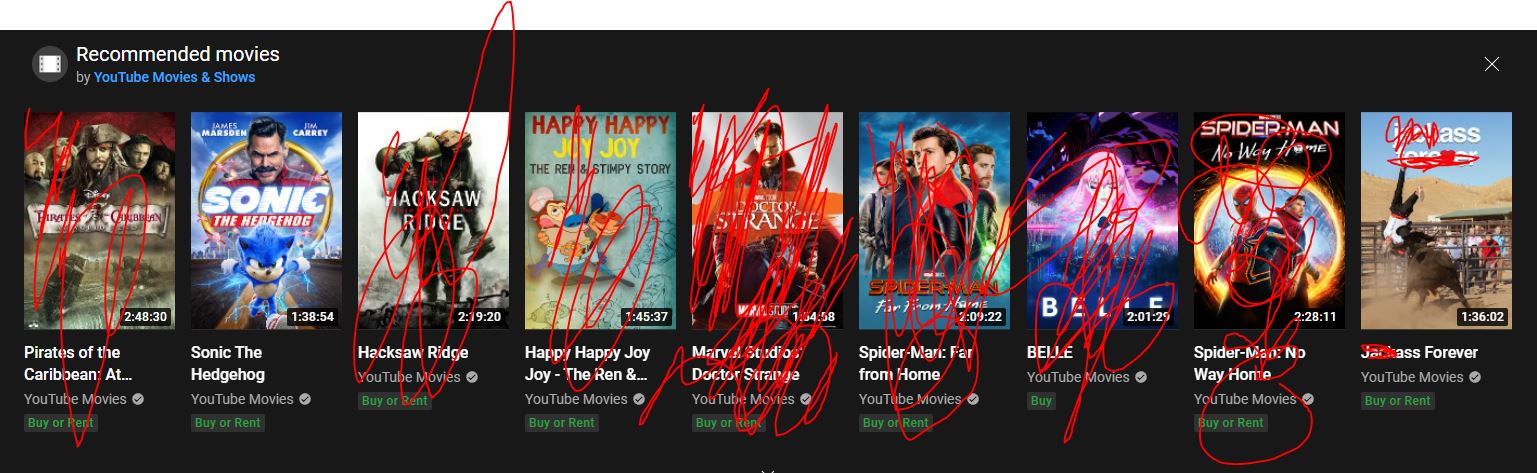 Recommended movies
by YouTube Movies & Shows
JAMES MARSDEN
JIM CARREY
HAPPY HAPPY
SPIDER-MAN
jackass
JOY JOY
No Way Home
forever
THE REN & STIMPY STORY
Disney
PIRATES of the CARIBBEAN
SONIC
THE HEDGEHOG
HACKSAW
RIDGE
DOCTOR
STRANGE
SPIDER-MAN
Far From Home
BELLE
2:48:30
1:38:54
2:19:20
1:45:37
1:54:58
2:09:22
2:01:29
2:28:11
1:36:02
Pirates of the
Caribbean: At...
YouTube Movies
Buy or Rent
Sonic The
Hedgehog
YouTube Movies
Buy or Rent
Hacksaw Ridge
YouTube Movies
Buy or Rent
Happy Happy Joy
Joy - The Ren &...
YouTube Movies
Buy or Rent
Marvel Studios'
Doctor Strange
YouTube Movies
Buy or Rent
Spider-Man: Far
from Home
YouTube Movies
Buy or Rent
BELLE
YouTube Movies
Buy
Spider-Man: No
Way Home
YouTube Movies
Buy or Rent
Jackass Forever
YouTube Movies
Buy or Rent